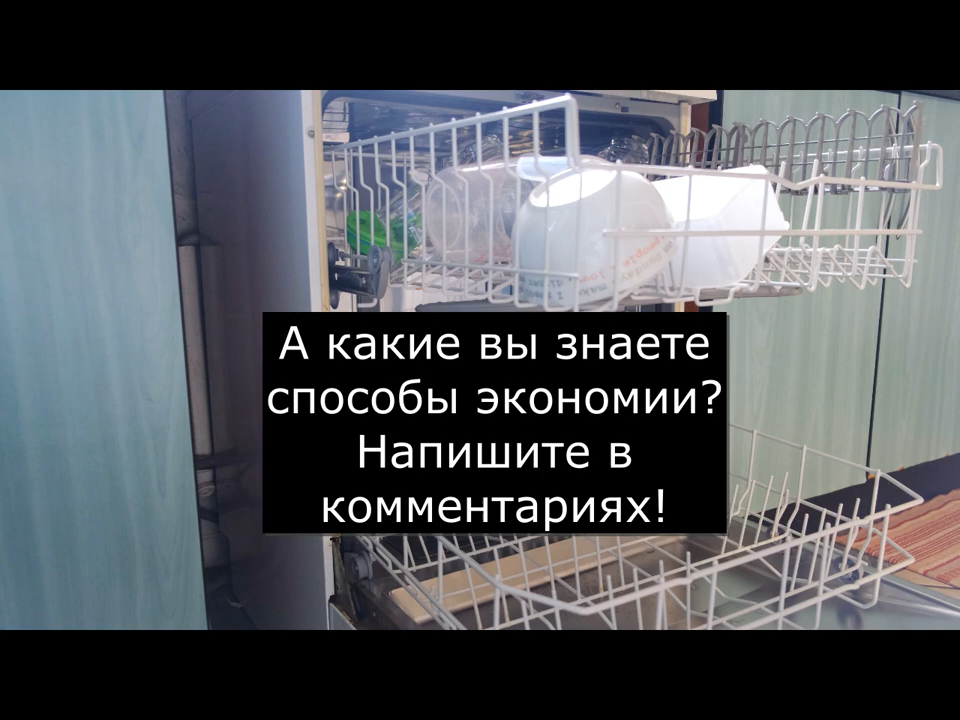 А какие вы знаете
способы экономии?
Напишите в
комментариях!